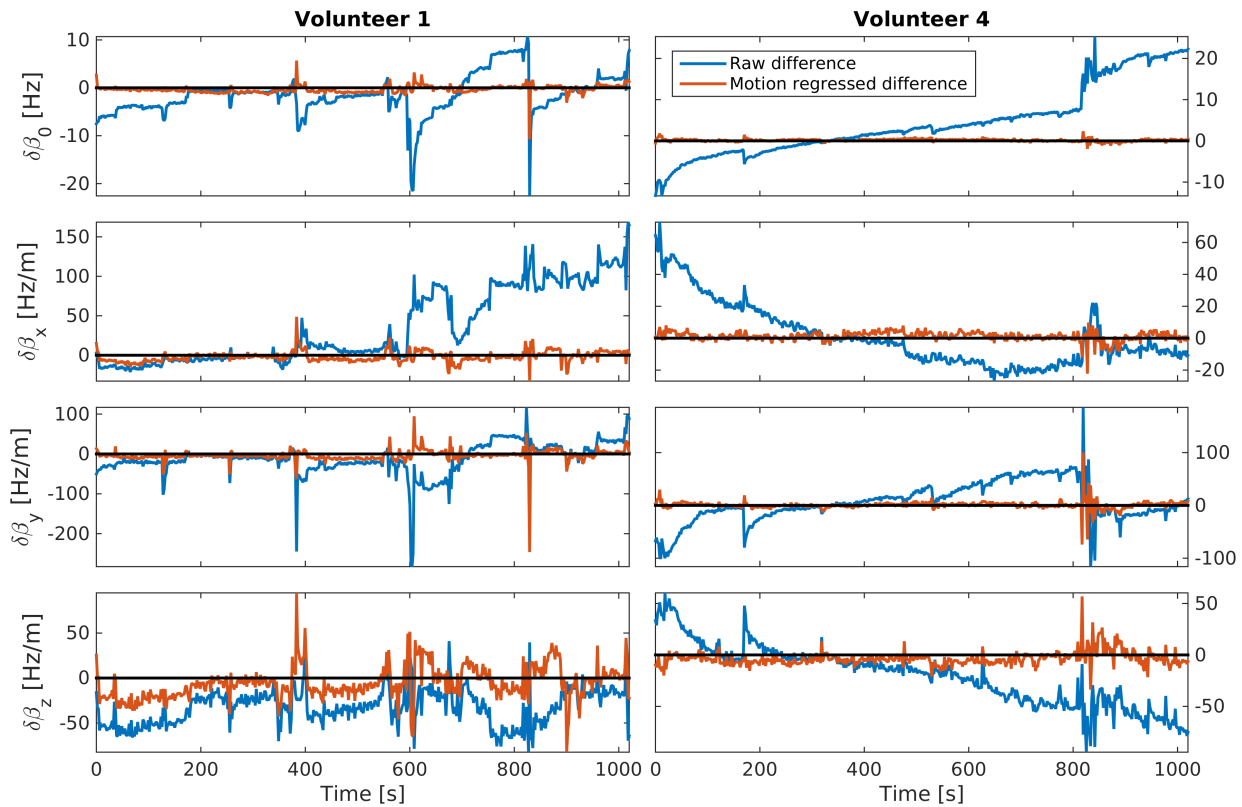 Volunteer 1
Volunteer 4
δβ₀ [Hz]
10
0
-10
-20
Raw difference
Motion regressed difference
20
10
0
-10
δβₓ [Hz/m]
150
100
50
0
60
40
20
0
-20
δβᵧ [Hz/m]
100
0
-100
-200
100
0
-100
δβ_z [Hz/m]
50
0
-50
50
0
-50
0 200 400 600 800 1000
0 200 400 600 800 1000
Time [s]
Time [s]